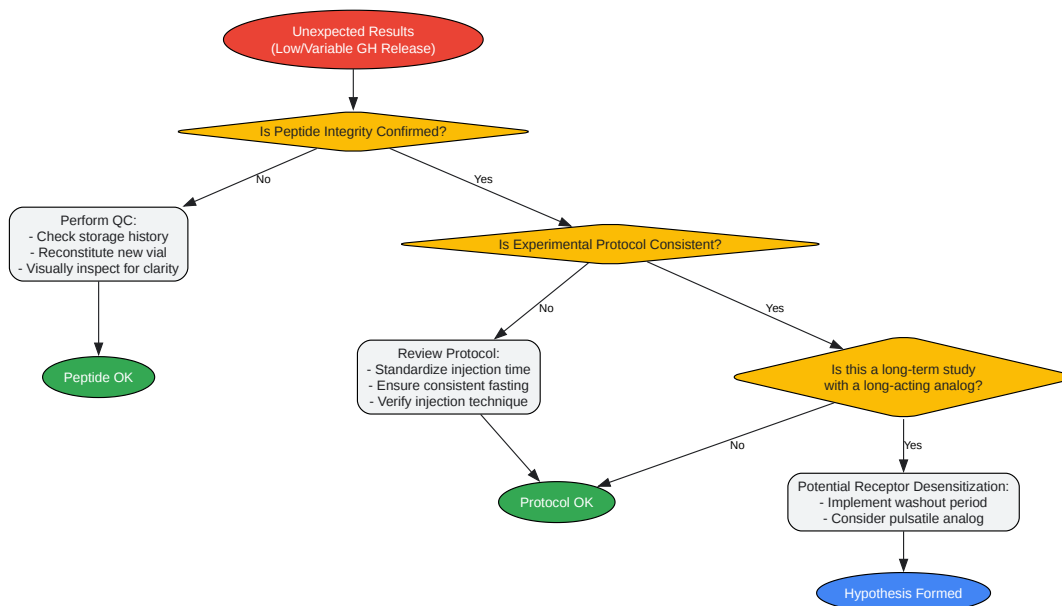 Unexpected Results
(Low/Variable GH Release)
Is Peptide Integrity Confirmed?
No
Yes
Perform QC:
- Check storage history
- Reconstitute new vial
- Visually inspect for clarity
Is Experimental Protocol Consistent?
No
Yes
Peptide OK
Review Protocol:
- Standardize injection time
- Ensure consistent fasting
- Verify injection technique
Is this a long-term study
with a long-acting analog?
No
Yes
Protocol OK
Potential Receptor Desensitization:
- Implement washout period
- Consider pulsatile analog
Hypothesis Formed